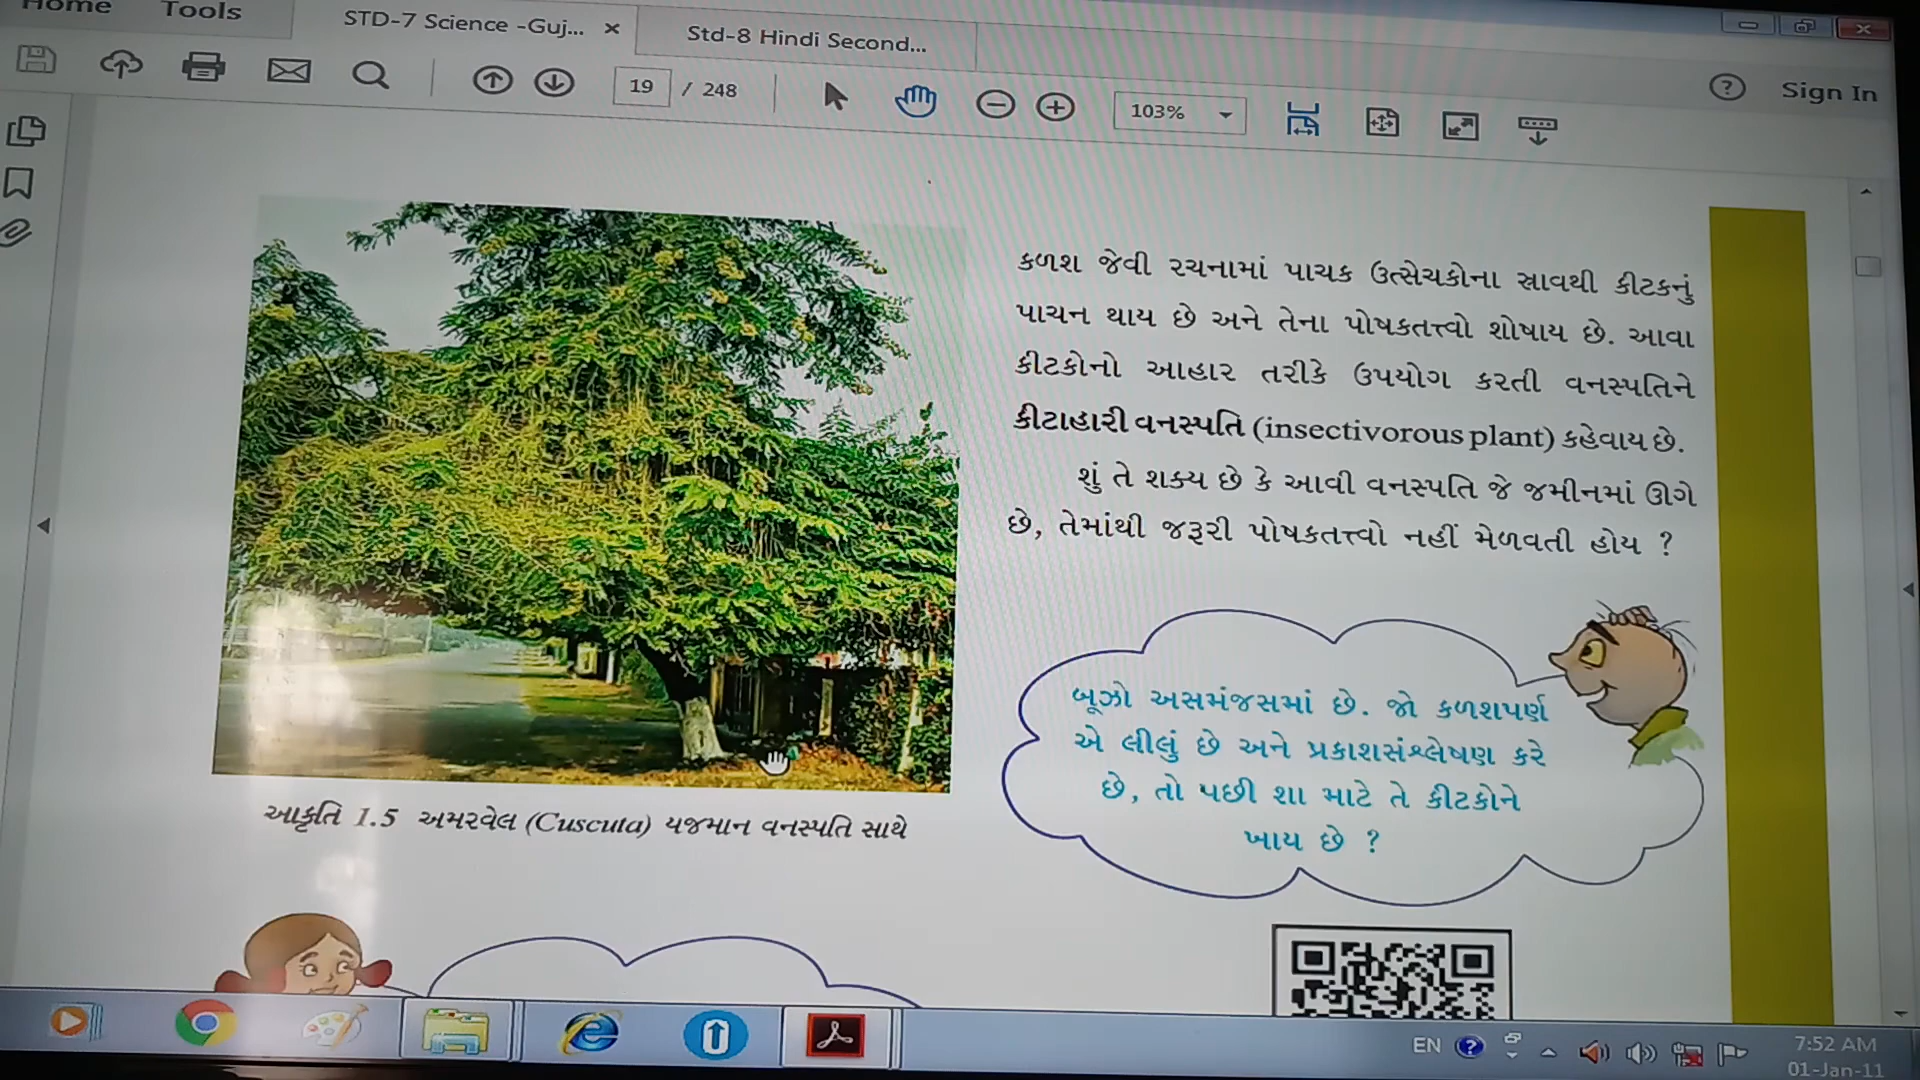 Home Tools STD-7 Science -Guj... × Std-8 Hindi Second...
19 / 248 103% Sign In
કળશ જેવી રચનામાં પાચક ઉત્સેચકોના સ્રાવથી કીટકનું
પાચન થાય છે અને તેના પોષકતત્ત્વો શોષાય છે. આવા
કીટકોનો આહાર તરીકે ઉપયોગ કરતી વનસ્પતિને
કીટાહારી વનસ્પતિ (insectivorous plant) કહેવાય છે.
શું તે શક્ય છે કે આવી વનસ્પતિ જે જમીનમાં ઊગે
છે, તેમાંથી જરૂરી પોષકતત્ત્વો નહીં મેળવતી હોય ?
બૂઝો અસમંજસમાં છે. જો કળશપર્ણ
એ લીલું છે અને પ્રકાશસંશ્લેષણ કરે
છે, તો પછી શા માટે તે કીટકોને
ખાય છે ?
આકૃતિ 1.5 અમરવેલ (Cuscuta) યજમાન વનસ્પતિ સાથે
EN
7:52 AM
01-Jan-11